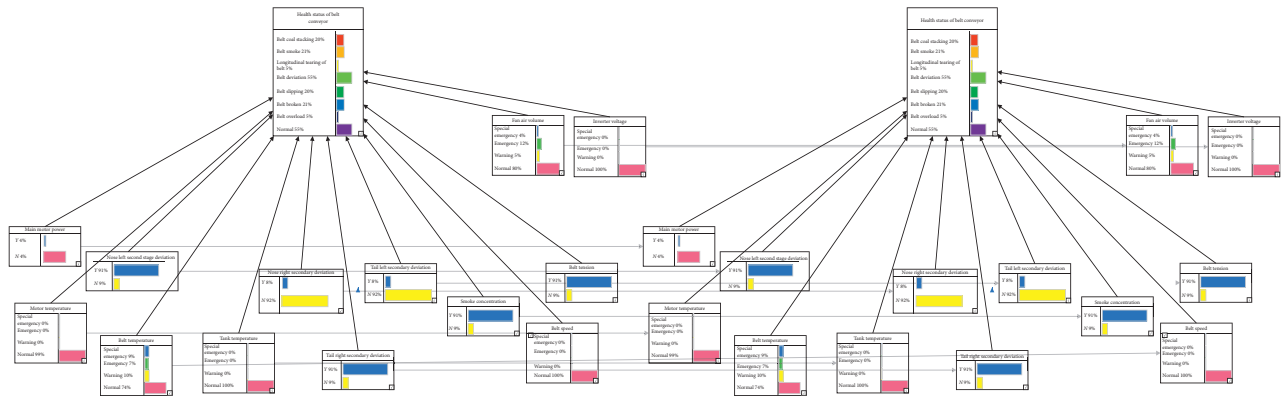 Health status of belt
conveyor
Belt coal stacking 20%
Belt smoke 21%
Longitudinal tearing of
belt 5%
Belt deviation 55%
Belt slipping 20%
Belt broken 21%
Belt overload 5%
Normal 55%
Fan air volume
Special
emergency 4%
Emergency 12%
Warning 5%
Normal 80%
Inverter voltage
Special
emergency 0%
Emergency 0%
Warning 0%
Normal 100%
Main motor power
Y 4%
N 4%
Nose left second stage deviation
Y 91%
N 9%
Nose right secondary deviation
Y 8%
N 92%
Tail left secondary deviation
Y 8%
N 92%
Belt tension
Y 91%
N 9%
Motor temperature
Special
emergency 0%
Emergency 0%
Warning 0%
Normal 99%
Smoke concentration
Y 91%
N 9%
Belt temperature
Special
emergency 9%
Emergency 7%
Warning 10%
Normal 74%
Tank temperature
Special
emergency 0%
Emergency 0%
Warning 0%
Normal 100%
Tail right secondary deviation
Y 91%
N 9%
Belt speed
Special
emergency 0%
Emergency 0%
Warning 0%
Normal 100%
Health status of belt conveyor
Belt coal stacking 20%
Belt smoke 21%
Longitudinal tearing of
belt 5%
Belt deviation 55%
Belt slipping 20%
Belt broken 21%
Belt overload 5%
Normal 55%
Fan air volume
Special
emergency 4%
Emergency 12%
Warning 5%
Normal 80%
Inverter voltage
Special
emergency 0%
Emergency 0%
Warning 0%
Normal 100%
Main motor power
Y 4%
N 4%
Nose left second stage deviation
Y 91%
N 9%
Nose right secondary deviation
Y 8%
N 92%
Tail left secondary deviation
Y 8%
N 92%
Belt tension
Y 91%
N 9%
Motor temperature
Special
emergency 0%
Emergency 0%
Warning 0%
Normal 99%
Smoke concentration
Y 91%
N 9%
Belt temperature
Special
emergency 9%
Emergency 7%
Warning 10%
Normal 74%
Tank temperature
Special
emergency 0%
Emergency 0%
Warning 0%
Normal 100%
Tail right secondary deviation
Y 91%
N 9%
Belt speed
Special
emergency 0%
Emergency 0%
Warning 0%
Normal 100%